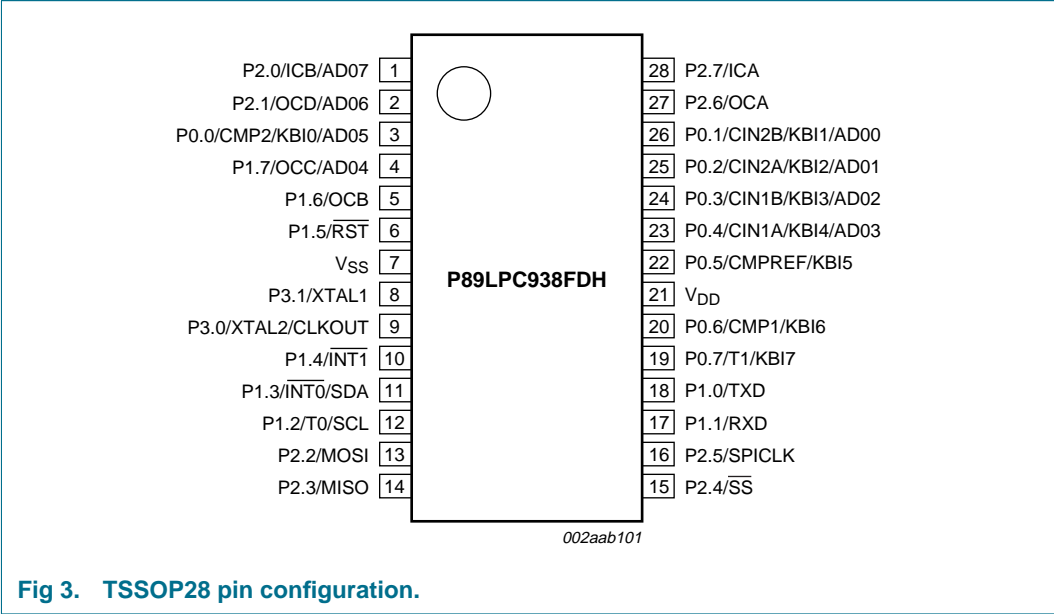 P2.0/ICB/AD07 1
P2.1/OCD/AD06 2
P0.0/CMP2/KBI0/AD05 3
P1.7/OCC/AD04 4
P1.6/OCB 5
P1.5/R̅S̅T̅ 6
VSS 7
P3.1/XTAL1 8
P3.0/XTAL2/CLKOUT 9
P1.4/I̅N̅T̅1̅ 10
P1.3/I̅N̅T̅0̅/SDA 11
P1.2/T0/SCL 12
P2.2/MOSI 13
P2.3/MISO 14
P89LPC938FDH
28 P2.7/ICA
27 P2.6/OCA
26 P0.1/CIN2B/KBI1/AD00
25 P0.2/CIN2A/KBI2/AD01
24 P0.3/CIN1B/KBI3/AD02
23 P0.4/CIN1A/KBI4/AD03
22 P0.5/CMPREF/KBI5
21 VDD
20 P0.6/CMP1/KBI6
19 P0.7/T1/KBI7
18 P1.0/TXD
17 P1.1/RXD
16 P2.5/SPICLK
15 P2.4/S̅S̅
002aab101
Fig 3. TSSOP28 pin configuration.